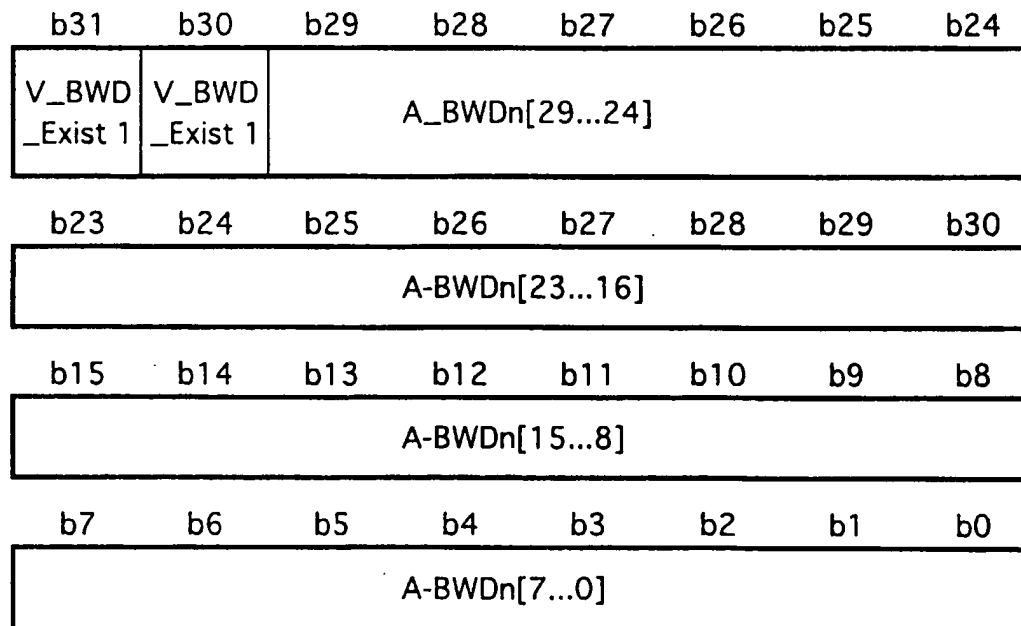 b31 b30 b29 b28 b27 b26 b25 b24
V_BWD V_BWD
_Exist 1 _Exist 1
A_BWDn[29...24]
b23 b24 b25 b26 b27 b28 b29 b30
A-BWDn[23...16]
b15 b14 b13 b12 b11 b10 b9 b8
A-BWDn[15...8]
b7 b6 b5 b4 b3 b2 b1 b0
A-BWDn[7...0]